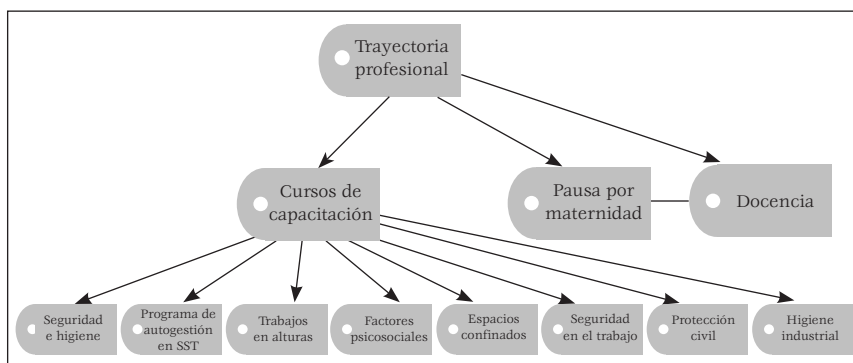 Trayectoria
profesional
Cursos de
capacitación
Pausa por
maternidad
Docencia
Seguridad
e higiene
Programa de
autogestión
en SST
Trabajos
en alturas
Factores
psicosociales
Espacios
confinados
Seguridad
en el trabajo
Protección
civil
Higiene
industrial